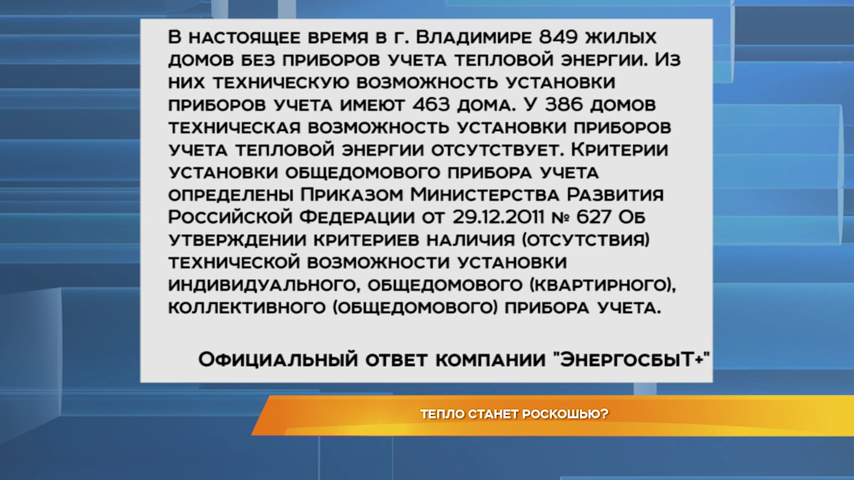 В НАСТОЯЩЕЕ ВРЕМЯ В Г. ВЛАДИМИРЕ 849 ЖИЛЫХ
ДОМОВ БЕЗ ПРИБОРОВ УЧЕТА ТЕПЛОВОЙ ЭНЕРГИИ. ИЗ
НИХ ТЕХНИЧЕСКУЮ ВОЗМОЖНОСТЬ УСТАНОВКИ
ПРИБОРОВ УЧЕТА ИМЕЮТ 463 ДОМА. У 386 ДОМОВ
ТЕХНИЧЕСКАЯ ВОЗМОЖНОСТЬ УСТАНОВКИ ПРИБОРОВ
УЧЕТА ТЕПЛОВОЙ ЭНЕРГИИ ОТСУТСТВУЕТ. КРИТЕРИИ
УСТАНОВКИ ОБЩЕДОМОВОГО ПРИБОРА УЧЕТА
ОПРЕДЕЛЕНЫ ПРИКАЗОМ МИНИСТЕРСТВА РАЗВИТИЯ
РОССИЙСКОЙ ФЕДЕРАЦИИ ОТ 29.12.2011 № 627 ОБ
УТВЕРЖДЕНИИ КРИТЕРИЕВ НАЛИЧИЯ (ОТСУТСТВИЯ)
ТЕХНИЧЕСКОЙ ВОЗМОЖНОСТИ УСТАНОВКИ
ИНДИВИДУАЛЬНОГО, ОБЩЕДОМОВОГО (КВАРТИРНОГО),
КОЛЛЕКТИВНОГО (ОБЩЕДОМОВОГО) ПРИБОРА УЧЕТА.
ОФИЦИАЛЬНЫЙ ОТВЕТ КОМПАНИИ "ЭНЕРГОСБЫТ+"
ТЕПЛО СТАНЕТ РОСКОШЬЮ?